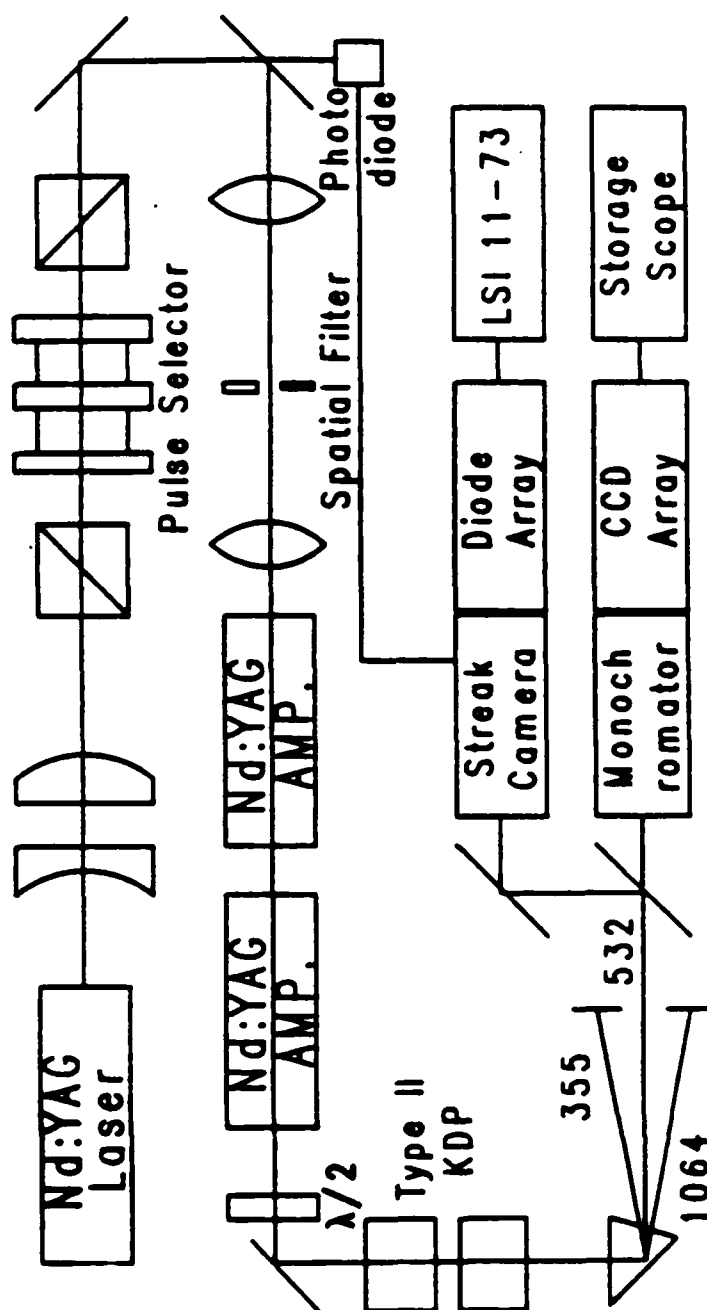 Nd:YAG
Laser
Pulse Selector
Photo
diode
Spatial Filter
Nd:YAG
AMP.
Nd:YAG
AMP.
λ/2
Type II
KDP
355
532
1064
Streak
Camera
Diode
Array
LSI 11-73
Monoch
romator
CCD
Array
Storage
Scope